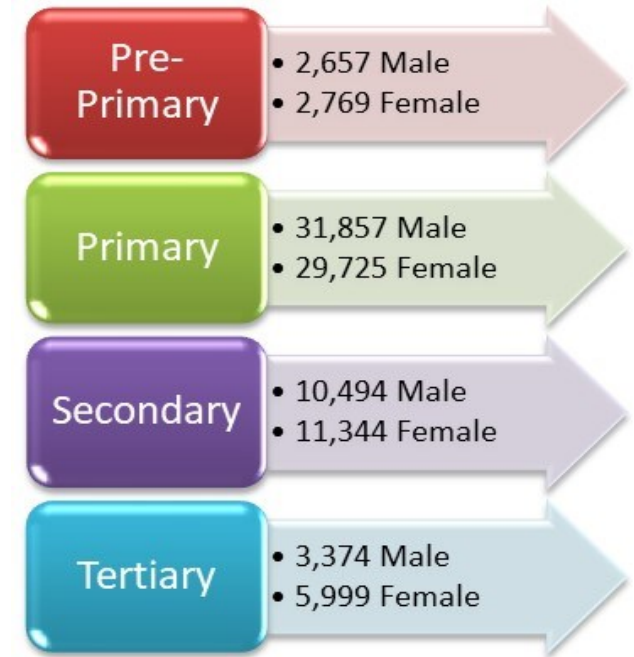 Pre-
Primary
• 2,657 Male
• 2,769 Female
Primary
• 31,857 Male
• 29,725 Female
Secondary
• 10,494 Male
• 11,344 Female
Tertiary
• 3,374 Male
• 5,999 Female